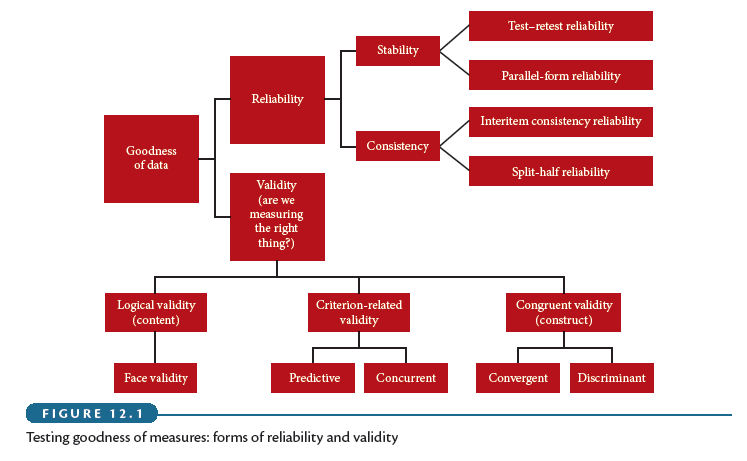 Test–retest reliability
Stability
Parallel-form reliability
Reliability
Interitem consistency reliability
Goodness
of data
Consistency
Split-half reliability
Validity
(are we
measuring
the right
thing?)
Logical validity
(content)
Criterion-related
validity
Congruent validity
(construct)
Face validity
Predictive
Concurrent
Convergent
Discriminant
FIGURE 12.1
Testing goodness of measures: forms of reliability and validity